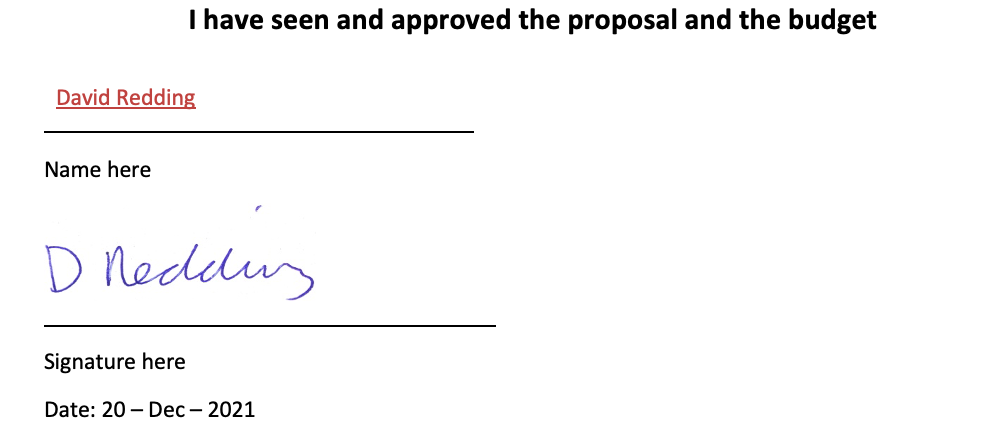 I have seen and approved the proposal and the budget
David Redding
Name here
D Redding
Signature here
Date: 20 – Dec – 2021